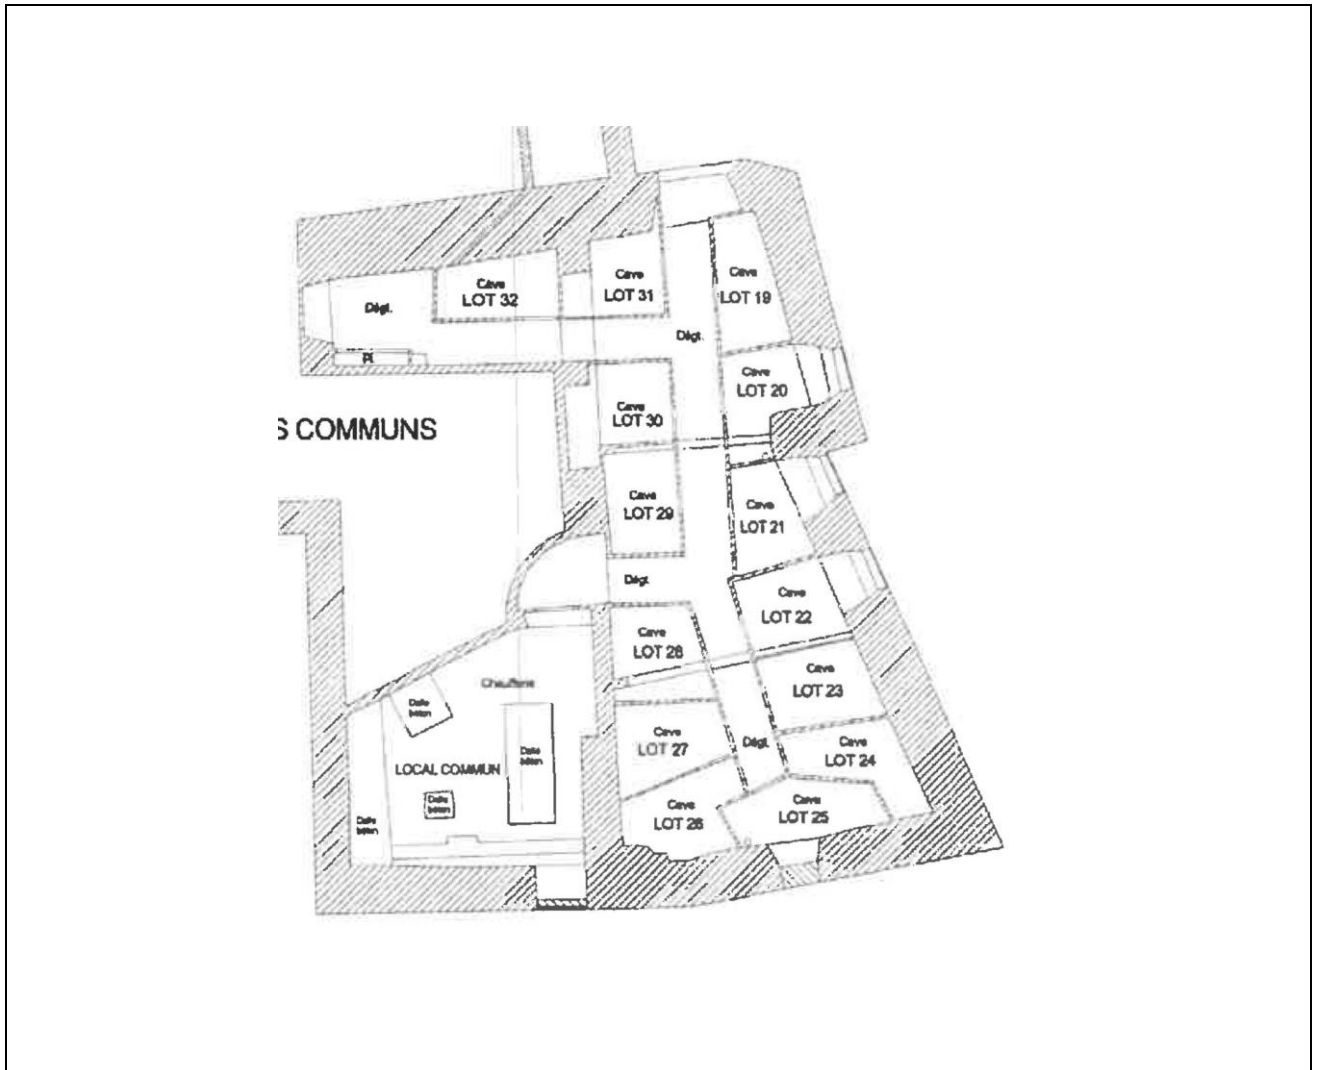 Cave
LOT 19
Cave
LOT 31
Cave
LOT 32
Dégt.
Dégt.
Pl
Cave
LOT 20
Cave
LOT 30
S COMMUNS
Cave
LOT 29
Cave
LOT 21
Dégt.
Cave
LOT 22
Cave
LOT 28
Cave
LOT 23
Chaufferie
Dalle
béton
Cave
LOT 27
Dégt.
Cave
LOT 24
Dalle
béton
LOCAL COMMUN
Dalle
béton
Cave
LOT 26
Cave
LOT 25
Dalle
béton